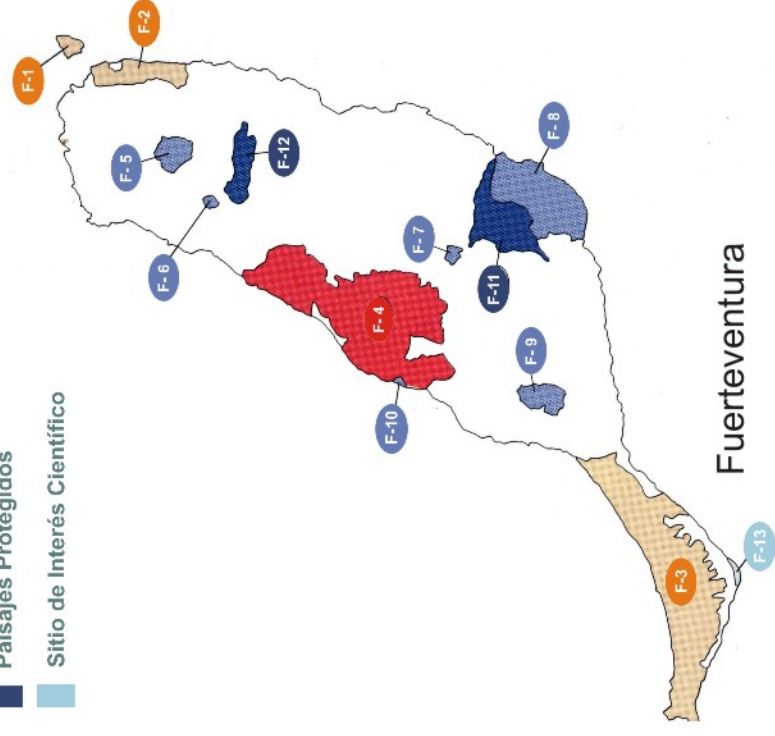 Paisajes Protegidos
Sitio de Interés Científico
F-1
F- 5
F-2
F- 6
F-12
F- 4
F-10
F- 7
F-11
F- 9
F- 8
F-3
Fuerteventura
F-13